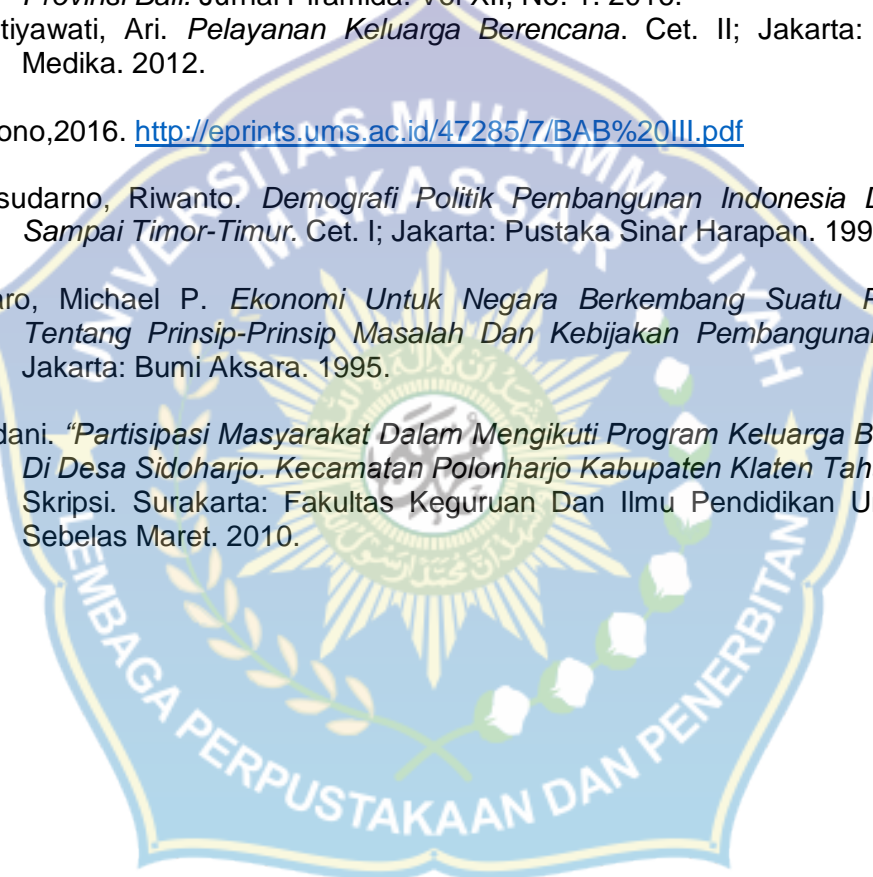 Provinsi Bali. Jurnal Piramida. Vol XII, No. 1. 2016.
tiyawati, Ari. Pelayanan Keluarga Berencana. Cet. II; Jakarta:
Medika. 2012.
ono,2016. http://eprints.ums.ac.id/47285/7/BAB%20III.pdf
sudarno, Riwanto. Demografi Politik Pembangunan Indonesia D
Sampai Timor-Timur. Cet. I; Jakarta: Pustaka Sinar Harapan. 199
aro, Michael P. Ekonomi Untuk Negara Berkembang Suatu
Tentang Prinsip-Prinsip Masalah Dan Kebijakan Pembanguna
Jakarta: Bumi Aksara. 1995.
dani. “Partisipasi Masyarakat Dalam Mengikuti Program Keluarga B
Di Desa Sidoharjo. Kecamatan Polonharjo Kabupaten Klaten Tah
Skripsi. Surakarta: Fakultas Keguruan Dan Ilmu Pendidikan U
Sebelas Maret. 2010.
UNIVERSITAS MUHAMMADIYAH
MAKASSAR
LEMBAGA PERPUSTAKAAN DAN PENERBITAN